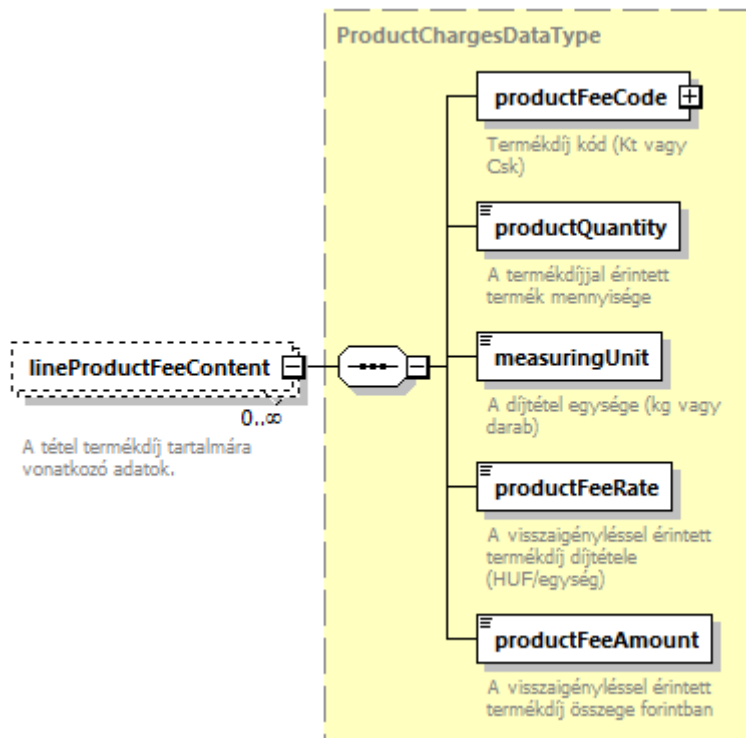 ProductChargesDataType
productFeeCode
Termékdíj kód (Kt vagy
Csk)
productQuantity
A termékdíjjal érintett
termék mennyisége
lineProductFeeContent
0..∞
A tétel termékdíj tartalmára
vonatkozó adatok.
measuringUnit
A díjtétel egysége (kg vagy
darab)
productFeeRate
A visszaigényléssel érintett
termékdíj díjtétele
(HUF/egység)
productFeeAmount
A visszaigényléssel érintett
termékdíj összege forintban